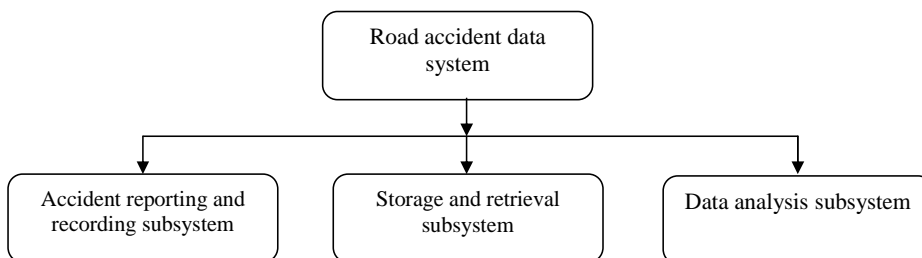 Road accident data
system
Accident reporting and
recording subsystem
Storage and retrieval
subsystem
Data analysis subsystem